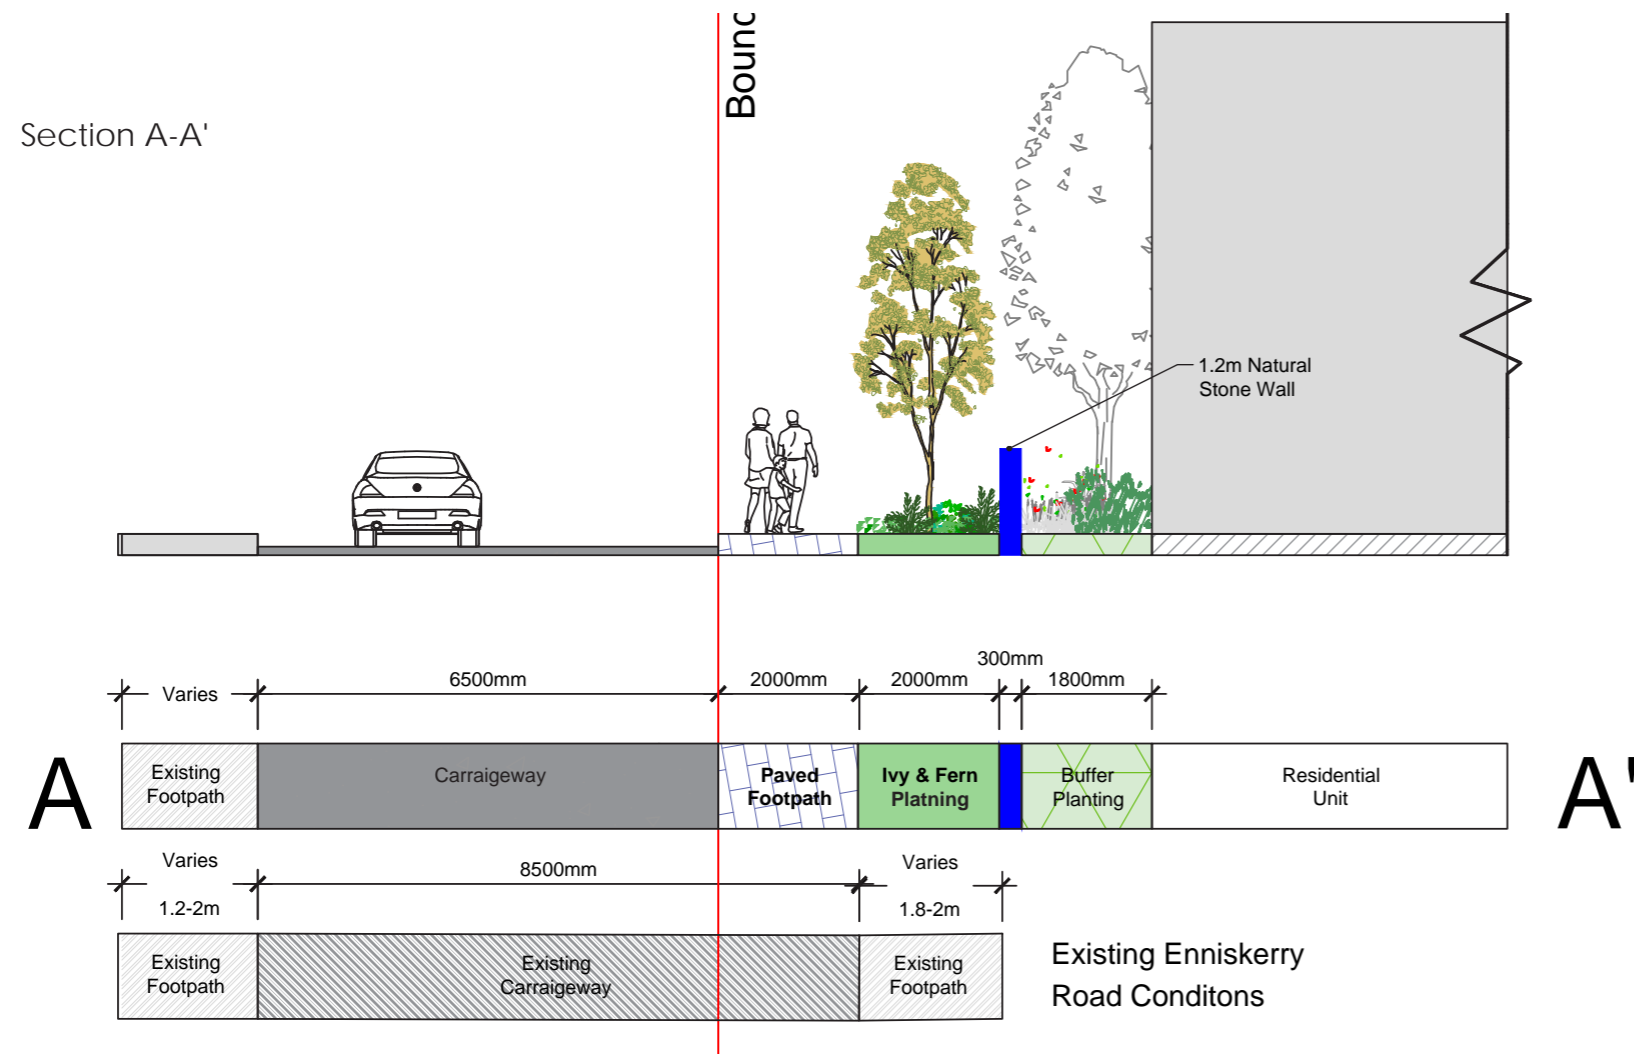 Bounc
Section A-A'
1.2m Natural
Stone Wall
300mm
Varies
6500mm
2000mm
2000mm
1800mm
A
Existing
Footpath
Carraigeway
Paved
Footpath
Ivy & Fern
Platning
Buffer
Planting
Residential
Unit
A'
Varies
1.2-2m
8500mm
Varies
1.8-2m
Existing
Footpath
Existing
Carraigeway
Existing
Footpath
Existing Enniskerry
Road Conditons